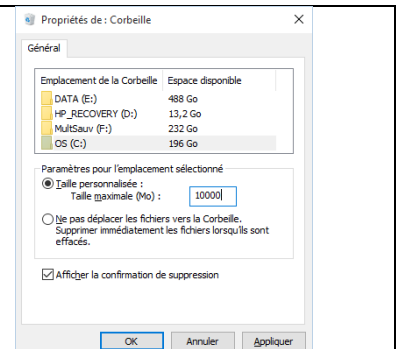 Propriétés de : Corbeille
Général
Emplacement de la Corbeille Espace disponible
DATA (E:) 488 Go
HP_RECOVERY (D:) 13,2 Go
MultSauv (F:) 232 Go
OS (C:) 196 Go
Paramètres pour l'emplacement sélectionné
Taille personnalisée :
Taille maximale (Mo) : 10000
Ne pas déplacer les fichiers vers la Corbeille.
Supprimer immédiatement les fichiers lorsqu'ils sont
effacés.
Afficher la confirmation de suppression
OK Annuler Appliquer